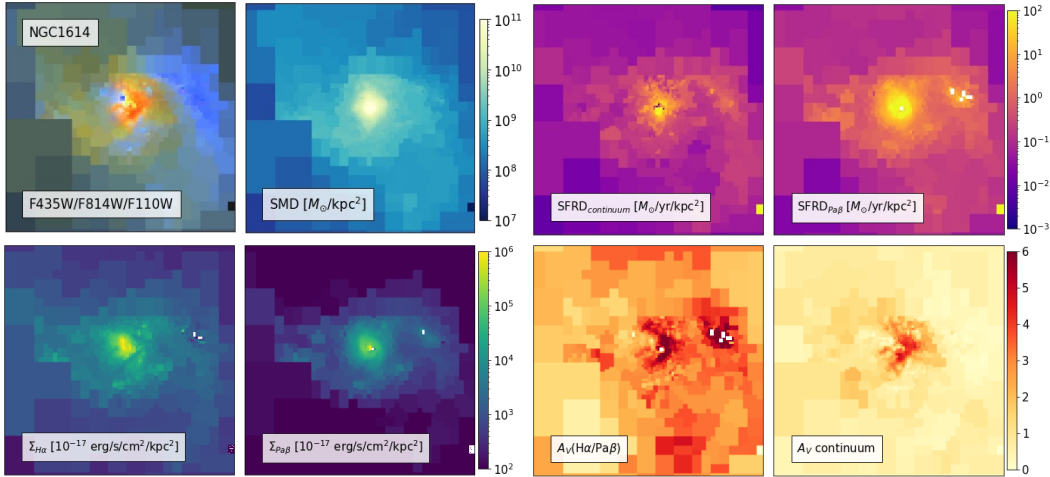 NGC1614
F435W/F814W/F110W
SMD [M⊙/kpc²]
10¹¹
10¹⁰
10⁹
10⁸
10⁷
SFRD_continuum [M⊙/yr/kpc²]
SFRD_Paβ [M⊙/yr/kpc²]
10²
10¹
10⁰
10⁻¹
10⁻²
10⁻³
Σ_Hα [10⁻¹⁷ erg/s/cm²/kpc²]
Σ_Paβ [10⁻¹⁷ erg/s/cm²/kpc²]
10⁶
10⁵
10⁴
10³
10²
A_V(Hα/Paβ)
A_V continuum
6
5
4
3
2
1
0